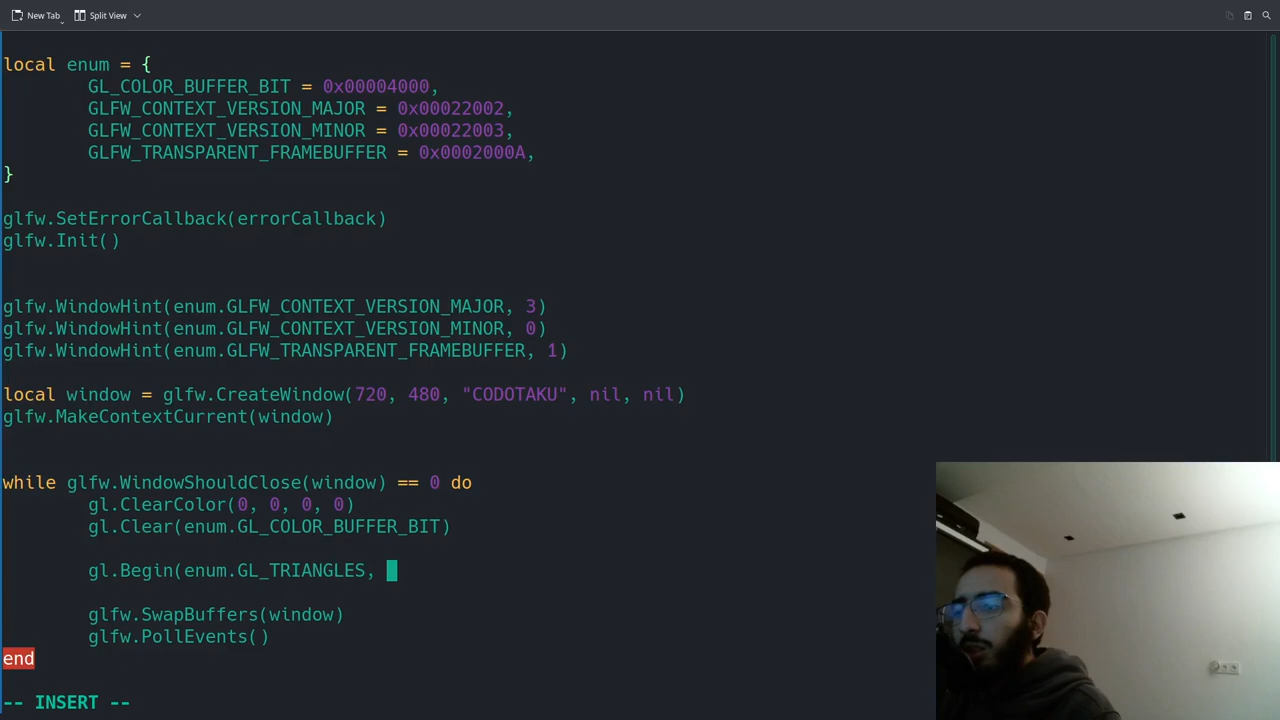 New Tab Split View
local enum = {
GL_COLOR_BUFFER_BIT = 0x00004000,
GLFW_CONTEXT_VERSION_MAJOR = 0x00022002,
GLFW_CONTEXT_VERSION_MINOR = 0x00022003,
GLFW_TRANSPARENT_FRAMEBUFFER = 0x0002000A,
}
glfw.SetErrorCallback(errorCallback)
glfw.Init()
glfw.WindowHint(enum.GLFW_CONTEXT_VERSION_MAJOR, 3)
glfw.WindowHint(enum.GLFW_CONTEXT_VERSION_MINOR, 0)
glfw.WindowHint(enum.GLFW_TRANSPARENT_FRAMEBUFFER, 1)
local window = glfw.CreateWindow(720, 480, "CODOTAKU", nil, nil)
glfw.MakeContextCurrent(window)
while glfw.WindowShouldClose(window) == 0 do
gl.ClearColor(0, 0, 0, 0)
gl.Clear(enum.GL_COLOR_BUFFER_BIT)
gl.Begin(enum.GL_TRIANGLES,
glfw.SwapBuffers(window)
glfw.PollEvents()
end
-- INSERT --